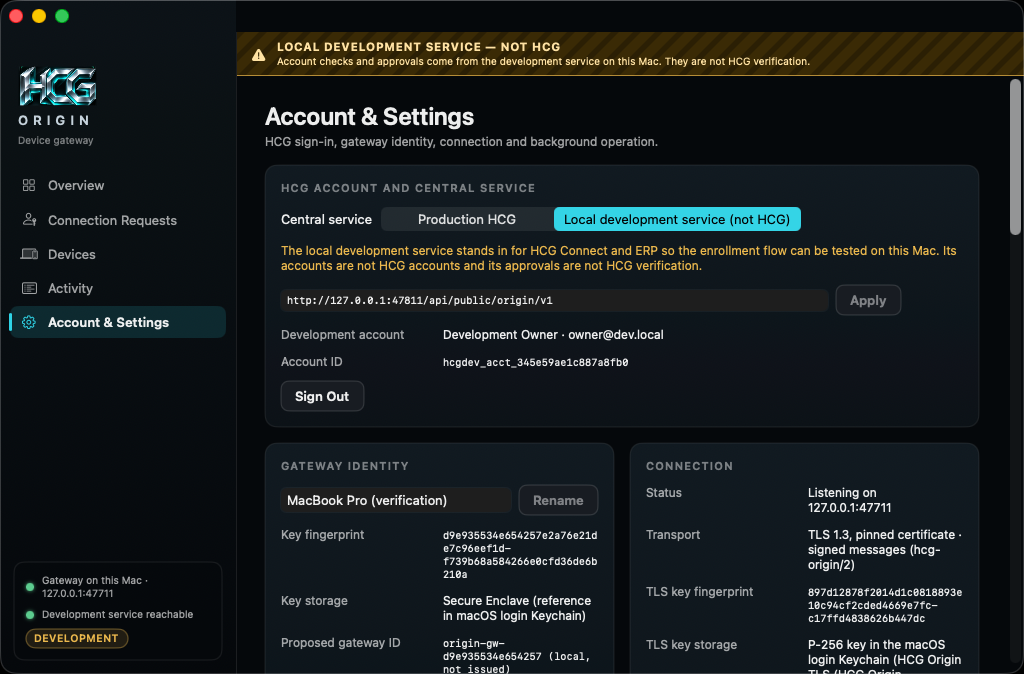 HCG
ORIGIN
Device gateway
Overview
Connection Requests
Devices
Activity
Account & Settings
Gateway on this Mac ·
127.0.0.1:47711
Development service reachable
DEVELOPMENT
LOCAL DEVELOPMENT SERVICE — NOT HCG
Account checks and approvals come from the development service on this Mac. They are not HCG verification.
Account & Settings
HCG sign-in, gateway identity, connection and background operation.
HCG ACCOUNT AND CENTRAL SERVICE
Central service
Production HCG
Local development service (not HCG)
The local development service stands in for HCG Connect and ERP so the enrollment flow can be tested on this Mac. Its
accounts are not HCG accounts and its approvals are not HCG verification.
http://127.0.0.1:47811/api/public/origin/v1
Apply
Development account
Development Owner · owner@dev.local
Account ID
hcgdev_acct_345e59ae1c887a8fb0
Sign Out
GATEWAY IDENTITY
MacBook Pro (verification)
Rename
Key fingerprint
d9e935534e654257e2a76e21d
e7c96eef1d-
f739b68a584266e0cfd36de6b
210a
Key storage
Secure Enclave (reference
in macOS login Keychain)
Proposed gateway ID
origin-gw-
d9e935534e654257 (local,
not issued)
CONNECTION
Status
Listening on
127.0.0.1:47711
Transport
TLS 1.3, pinned certificate ·
signed messages (hcg-
origin/2)
TLS key fingerprint
897d12878f2014d1c0818893e
10c94cf2cded4669e7fc-
c17ffd4838626b447dc
TLS key storage
P-256 key in the macOS
login Keychain (HCG Origin
TLS (HCG Origin